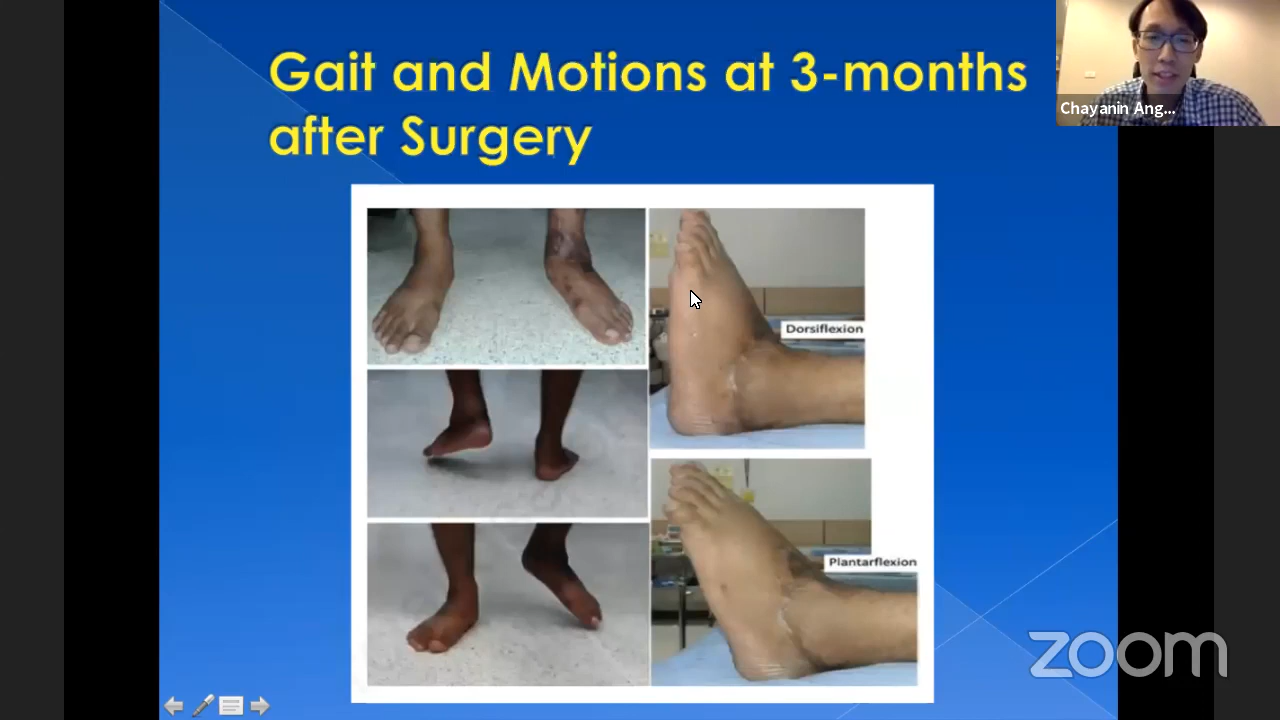 Gait and Motions at 3-months
after Surgery
Chayanin Ang...
Dorsiflexion
Plantarflexion
zoom